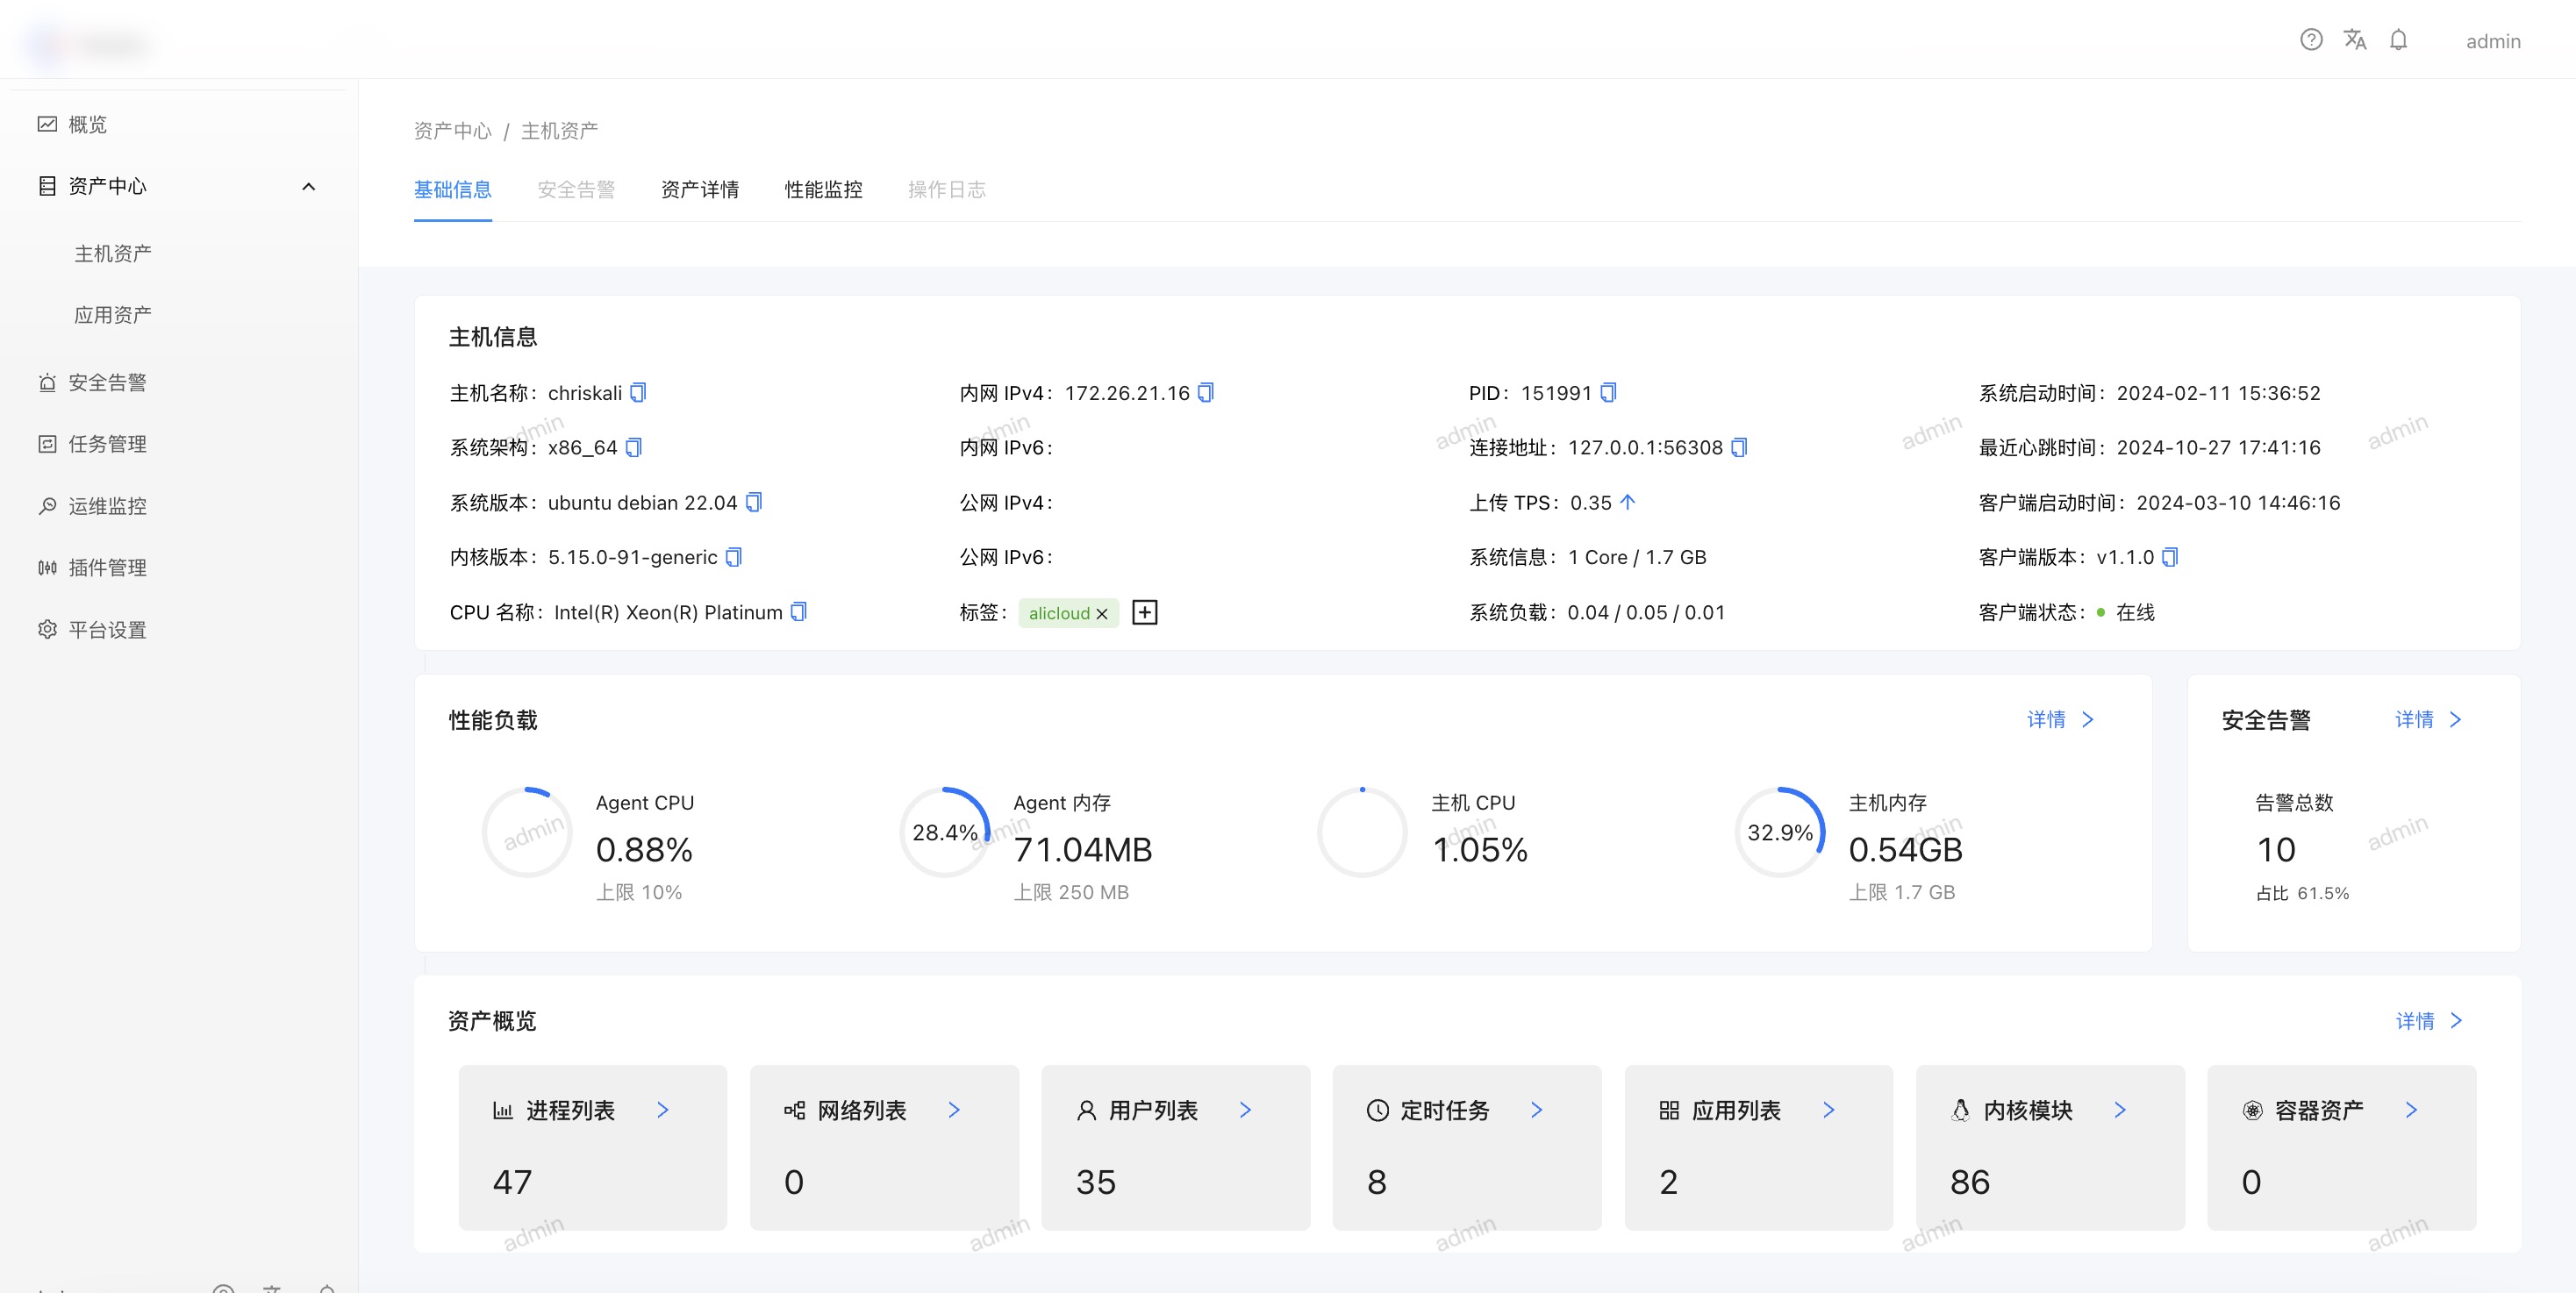 admin
概览
资产中心
主机资产
应用资产
安全告警
任务管理
运维监控
插件管理
平台设置
资产中心 / 主机资产
基础信息 安全告警 资产详情 性能监控 操作日志
主机信息
主机名称： chriskali 内网 IPv4： 172.26.21.16 PID： 151991 系统启动时间： 2024-02-11 15:36:52
系统架构： x86_64 内网 IPv6： 连接地址： 127.0.0.1:56308 最近心跳时间： 2024-10-27 17:41:16
系统版本： ubuntu debian 22.04 公网 IPv4： 上传 TPS： 0.35 客户端启动时间： 2024-03-10 14:46:16
内核版本： 5.15.0-91-generic 公网 IPv6： 系统信息： 1 Core / 1.7 GB 客户端版本： v1.1.0
CPU 名称： Intel(R) Xeon(R) Platinum 标签： alicloud 系统负载： 0.04 / 0.05 / 0.01 客户端状态： 在线
admin admin admin admin admin
性能负载 详情
Agent CPU
0.88%
上限 10%
28.4%
Agent 内存
71.04MB
上限 250 MB
主机 CPU
1.05%
32.9%
主机内存
0.54GB
上限 1.7 GB
安全告警 详情
告警总数
10
占比 61.5%
admin admin admin admin admin
资产概览 详情
进程列表
47
网络列表
0
用户列表
35
定时任务
8
应用列表
2
内核模块
86
容器资产
0
admin admin admin admin admin